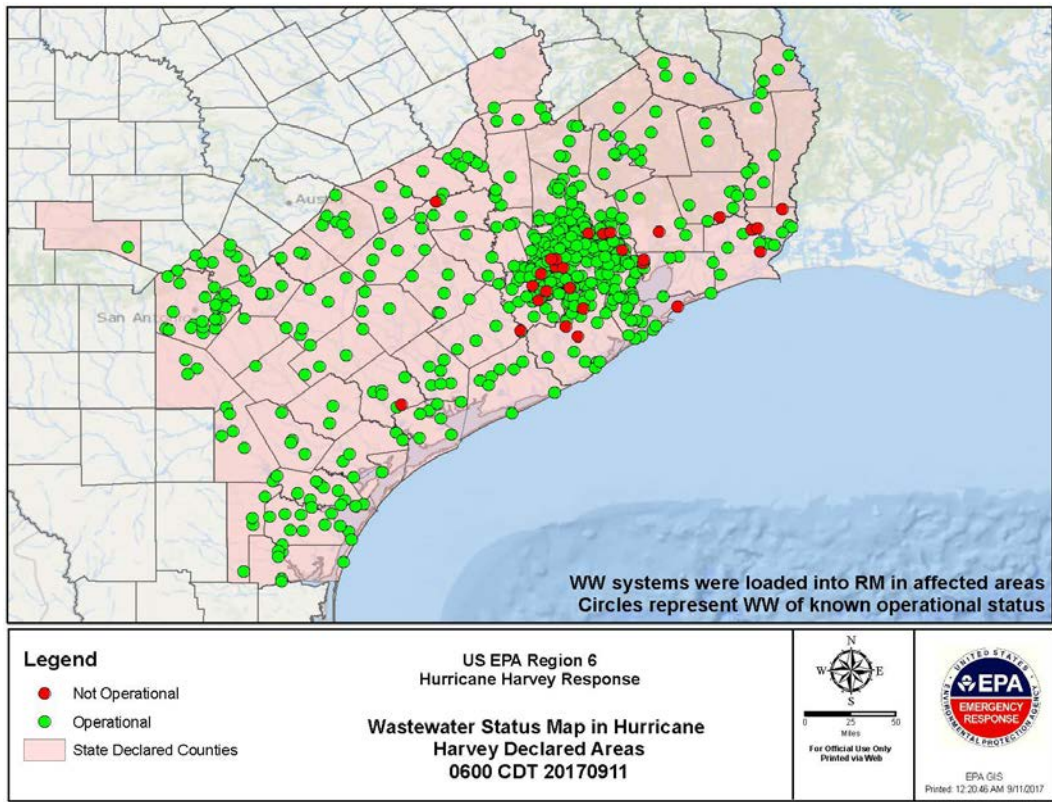 Austin
San Antonio
WW systems were loaded into RM in affected areas
Circles represent WW of known operational status
Legend
Not Operational
Operational
State Declared Counties
US EPA Region 6
Hurricane Harvey Response
Wastewater Status Map in Hurricane
Harvey Declared Areas
0600 CDT 20170911
N
W E
S
0 25 50
Miles
For Official Use Only
Printed via Web
UNITED STATES
EPA
EMERGENCY
RESPONSE
ENVIRONMENTAL PROTECTION AGENCY
EPA GIS
Printed: 12:20:46 AM 9/11/2017